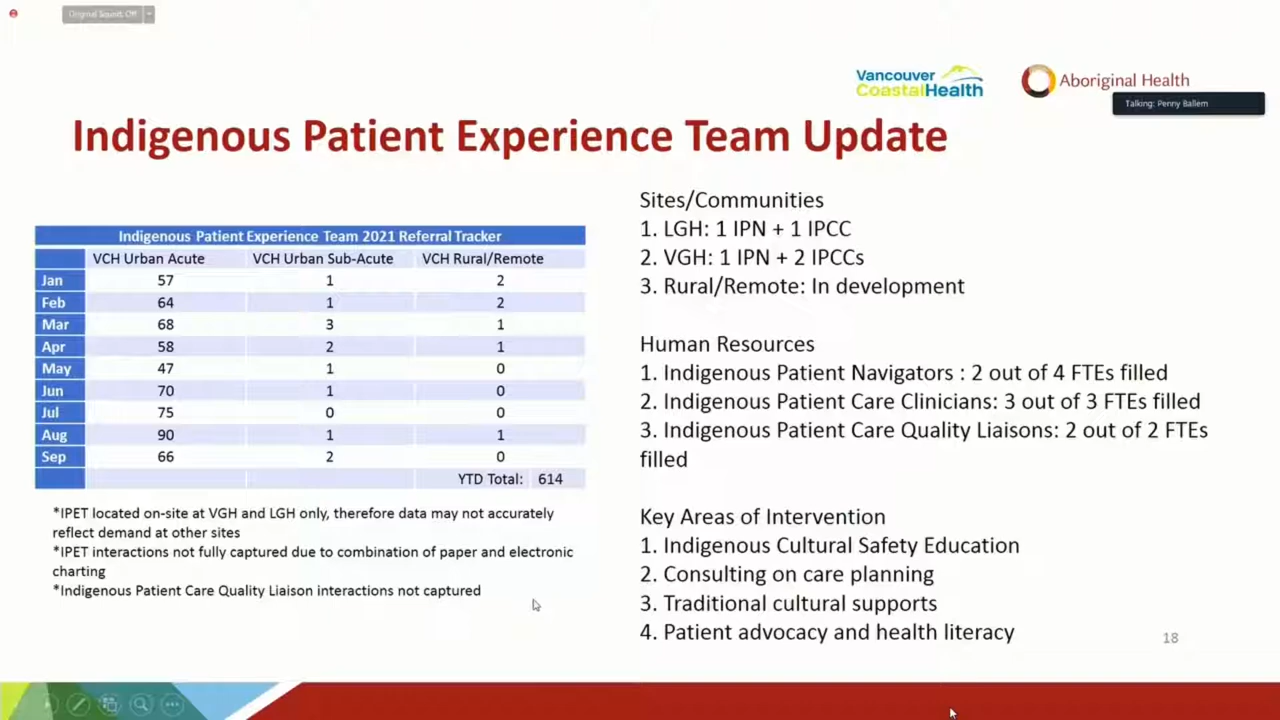 Original Sound: Off
Vancouver
CoastalHealth
Aboriginal Health
Talking: Penny Ballem
Indigenous Patient Experience Team Update
Indigenous Patient Experience Team 2021 Referral Tracker
VCH Urban Acute VCH Urban Sub-Acute VCH Rural/Remote
Jan 57 1 2
Feb 64 1 2
Mar 68 3 1
Apr 58 2 1
May 47 1 0
Jun 70 1 0
Jul 75 0 0
Aug 90 1 1
Sep 66 2 0
YTD Total: 614
*IPET located on-site at VGH and LGH only, therefore data may not accurately
reflect demand at other sites
*IPET interactions not fully captured due to combination of paper and electronic
charting
*Indigenous Patient Care Quality Liaison interactions not captured
Sites/Communities
1. LGH: 1 IPN + 1 IPCC
2. VGH: 1 IPN + 2 IPCCs
3. Rural/Remote: In development
Human Resources
1. Indigenous Patient Navigators : 2 out of 4 FTEs filled
2. Indigenous Patient Care Clinicians: 3 out of 3 FTEs filled
3. Indigenous Patient Care Quality Liaisons: 2 out of 2 FTEs
filled
Key Areas of Intervention
1. Indigenous Cultural Safety Education
2. Consulting on care planning
3. Traditional cultural supports
4. Patient advocacy and health literacy
18